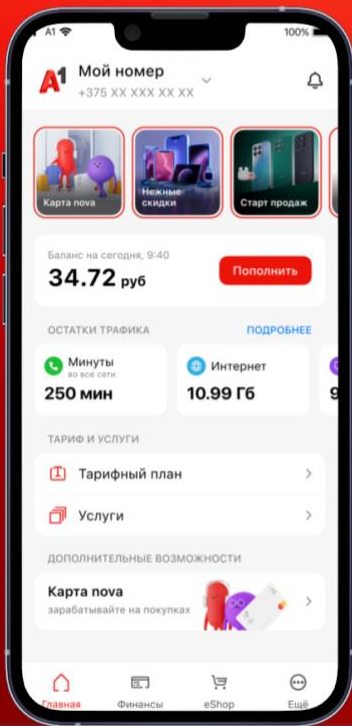 A1
100%
A1
Мой номер
+375 XX XXX XX XX
Карта nova
Нежные
скидки
Старт продаж
Баланс на сегодня, 9:40
34.72 руб
Пополнить
ОСТАТКИ ТРАФИКА
ПОДРОБНЕЕ
Минуты
во все сети
250 мин
Интернет
10.99 Гб
9
ТАРИФ И УСЛУГИ
Тарифный план
Услуги
ДОПОЛНИТЕЛЬНЫЕ ВОЗМОЖНОСТИ
Карта nova
зарабатывайте на покупках
Главная
Финансы
eShop
Ещё